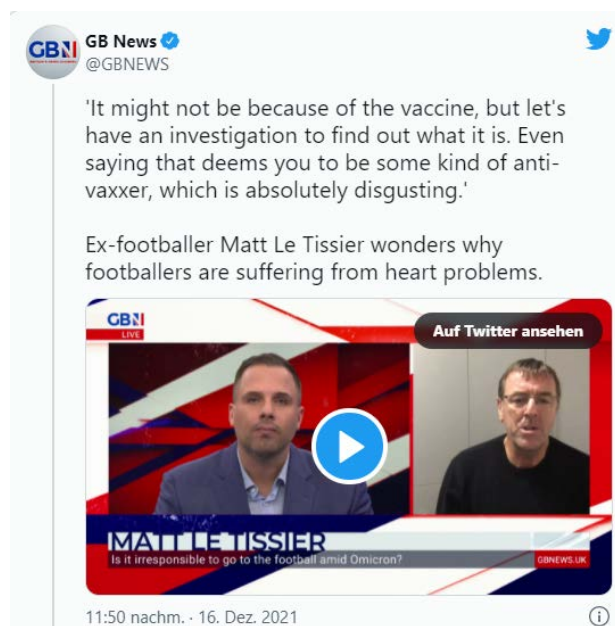 GBN
GB News
@GBNEWS
'It might not be because of the vaccine, but let's
have an investigation to find out what it is. Even
saying that deems you to be some kind of anti-
vaxxer, which is absolutely disgusting.'
Ex-footballer Matt Le Tissier wonders why
footballers are suffering from heart problems.
GBN
LIVE
Auf Twitter ansehen
MATT LE TISSIER
Is it irresponsible to go to the football amid Omicron?
GBNEWS.UK
11:50 nachm. · 16. Dez. 2021